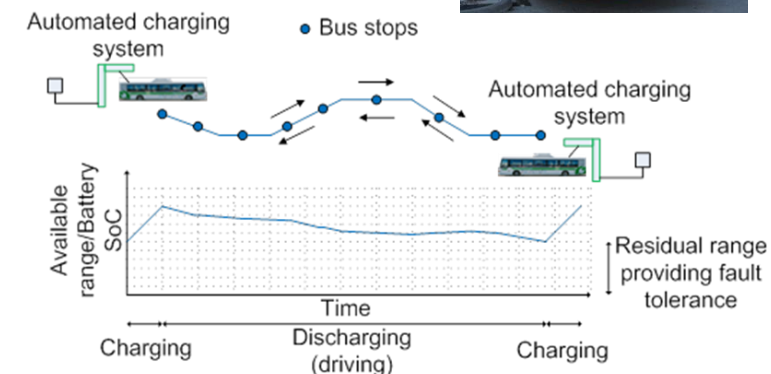 Automated charging
system
Bus stops
Automated charging
system
Available
range/Battery
SoC
Residual range
providing fault
tolerance
Time
Charging
Discharging
(driving)
Charging